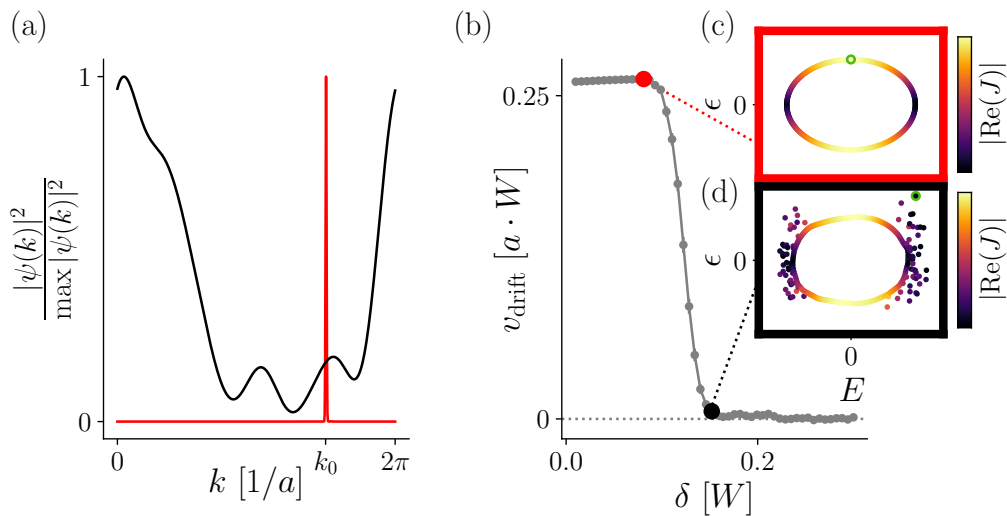 (a)
1
0
|ψ(k)|²
max |ψ(k)|²
0
k₀
2π
k [1/a]
(b)
0.25
0
v_drift [a · W]
0.0
0.2
δ [W]
(c)
ϵ
0
|Re(J)|
(d)
ϵ
0
|Re(J)|
0
E